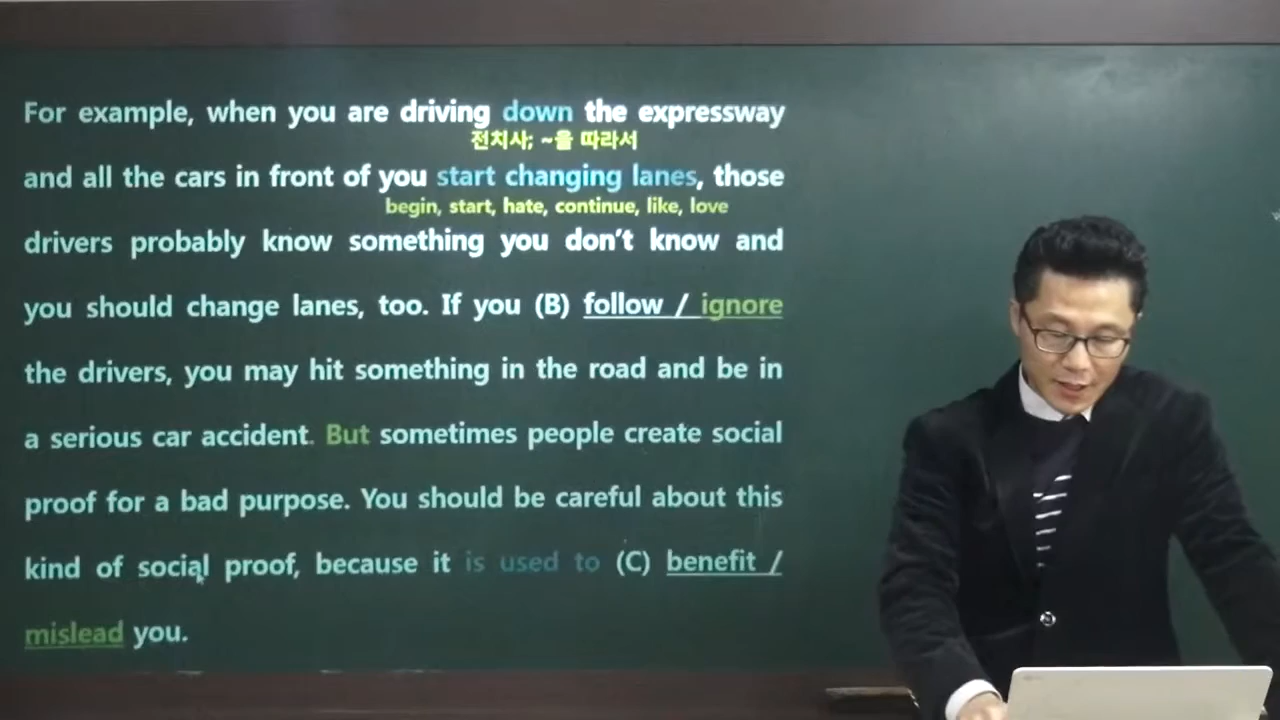 For example, when you are driving down the expressway
전치사; ~을 따라서
and all the cars in front of you start changing lanes, those
begin, start, hate, continue, like, love
drivers probably know something you don't know and
you should change lanes, too. If you (B) follow / ignore
the drivers, you may hit something in the road and be in
a serious car accident. But sometimes people create social
proof for a bad purpose. You should be careful about this
kind of social proof, because it is used to (C) benefit /
mislead you.